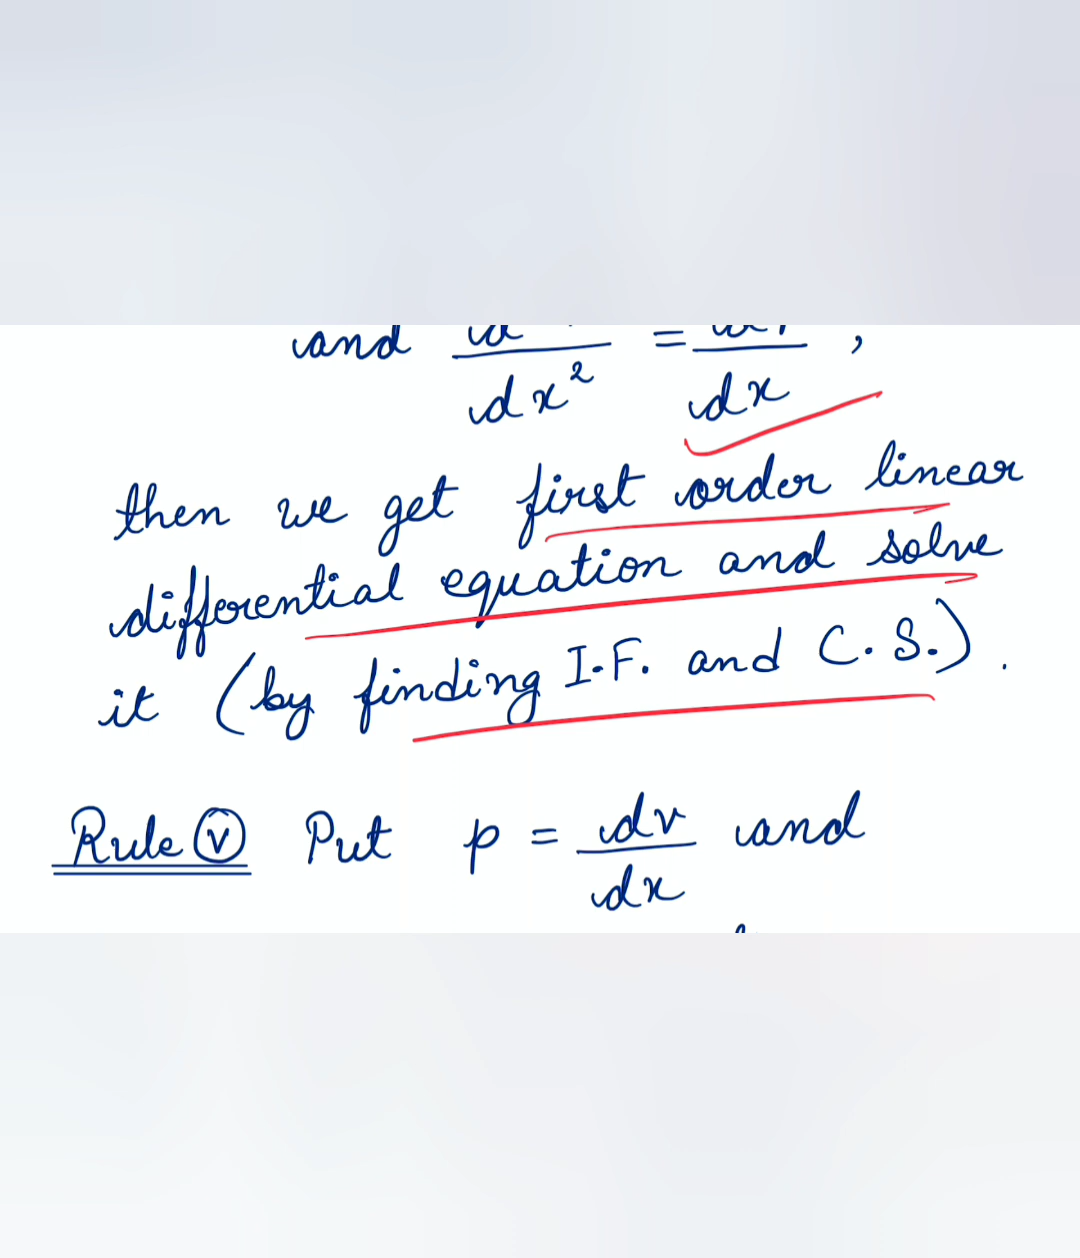 and /dx² = /dx ,
then we get first order linear
differential equation and solve
it (by finding I.F. and C.S.).
Rule (v) Put p = dv/dx and